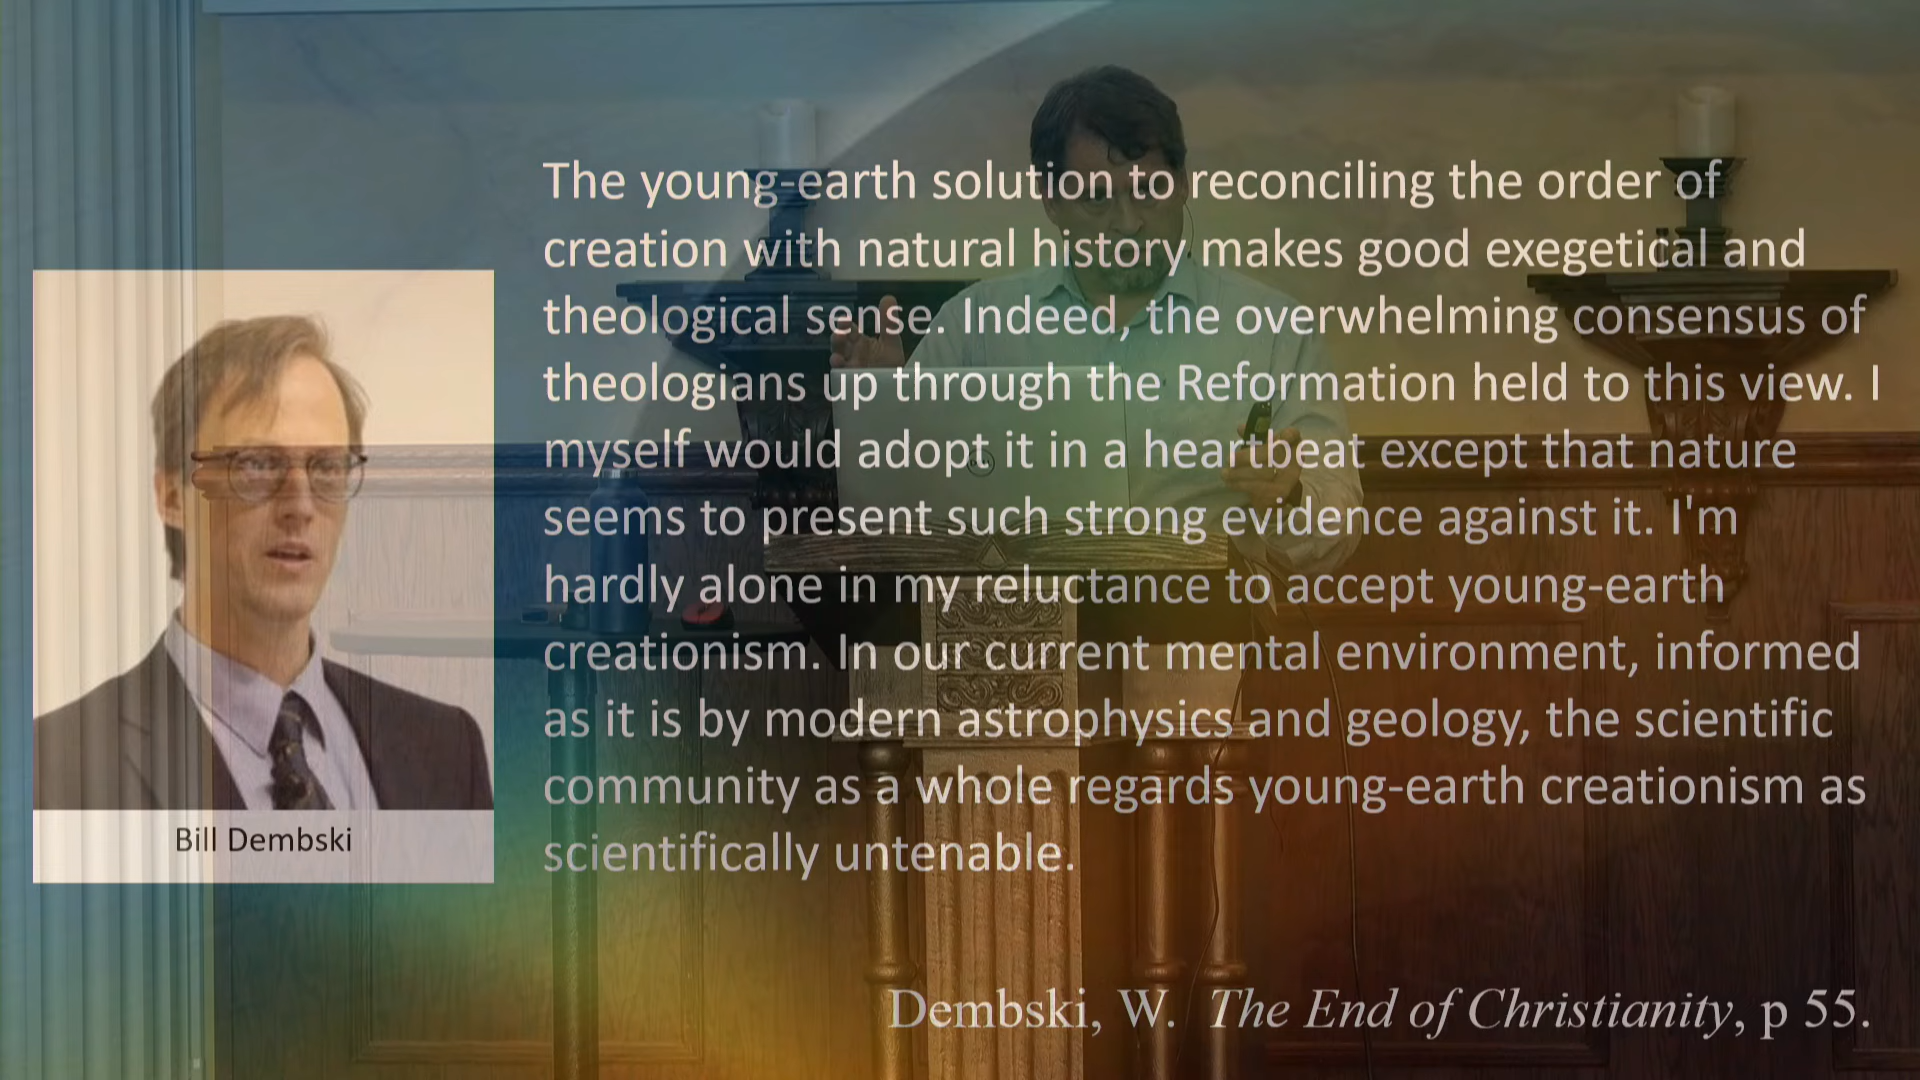 The young-earth solution to reconciling the order of
creation with natural history makes good exegetical and
theological sense. Indeed, the overwhelming consensus of
theologians up through the Reformation held to this view. I
myself would adopt it in a heartbeat except that nature
seems to present such strong evidence against it. I'm
hardly alone in my reluctance to accept young-earth
creationism. In our current mental environment, informed
as it is by modern astrophysics and geology, the scientific
community as a whole regards young-earth creationism as
scientifically untenable.
Bill Dembski
Dembski, W. The End of Christianity, p 55.